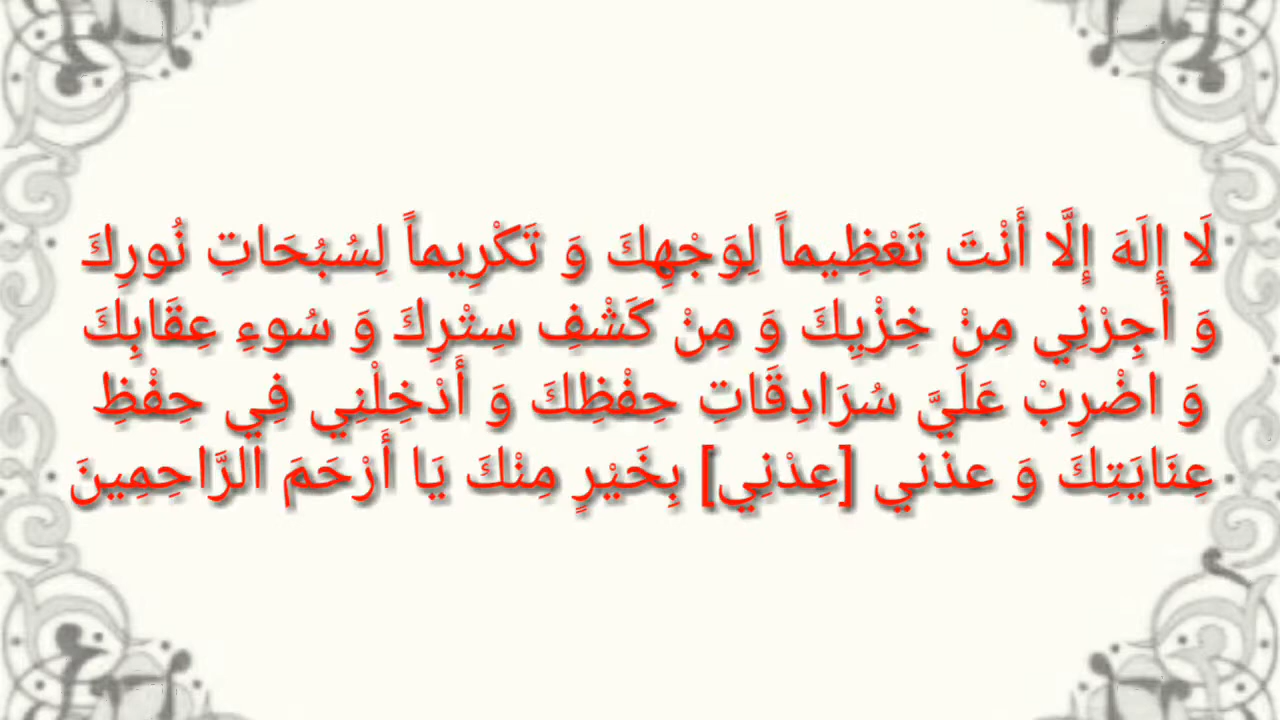 لَا إِلَهَ إِلَّا أَنْتَ تَعْظِيماً لِوَجْهِكَ وَ تَكْرِيماً لِسُبُحَاتِ نُورِكَ
وَ أَجِرْنِي مِنْ خِزْيِكَ وَ مِنْ كَشْفِ سِتْرِكَ وَ سُوءِ عِقَابِكَ
وَ اضْرِبْ عَلَيَّ سُرَادِقَاتِ حِفْظِكَ وَ أَدْخِلْنِي فِي حِفْظِ
عِنَايَتِكَ وَ عذني [عِدْنِي] بِخَيْرٍ مِنْكَ يَا أَرْحَمَ الرَّاحِمِينَ